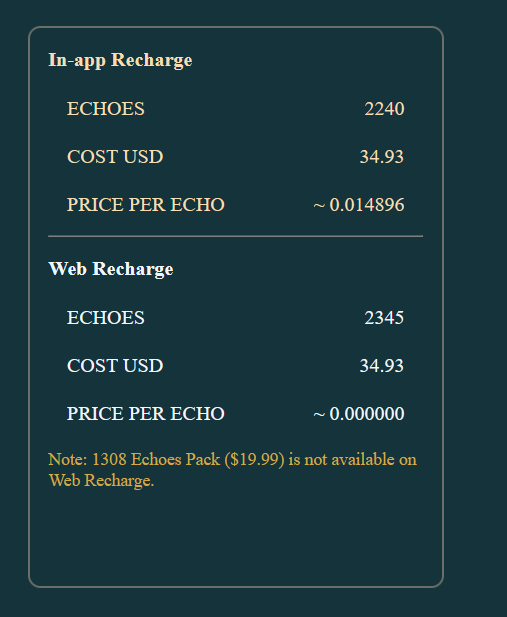 In-app Recharge
ECHOES 2240
COST USD 34.93
PRICE PER ECHO ~ 0.014896
Web Recharge
ECHOES 2345
COST USD 34.93
PRICE PER ECHO ~ 0.000000
Note: 1308 Echoes Pack ($19.99) is not available on
Web Recharge.